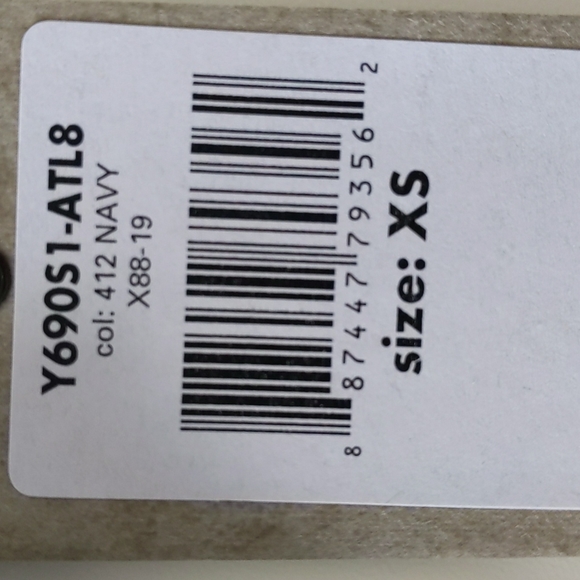 Y690S1-ATL8
col: 412 NAVY
X88-19
8 87447 79356 2
size: XS